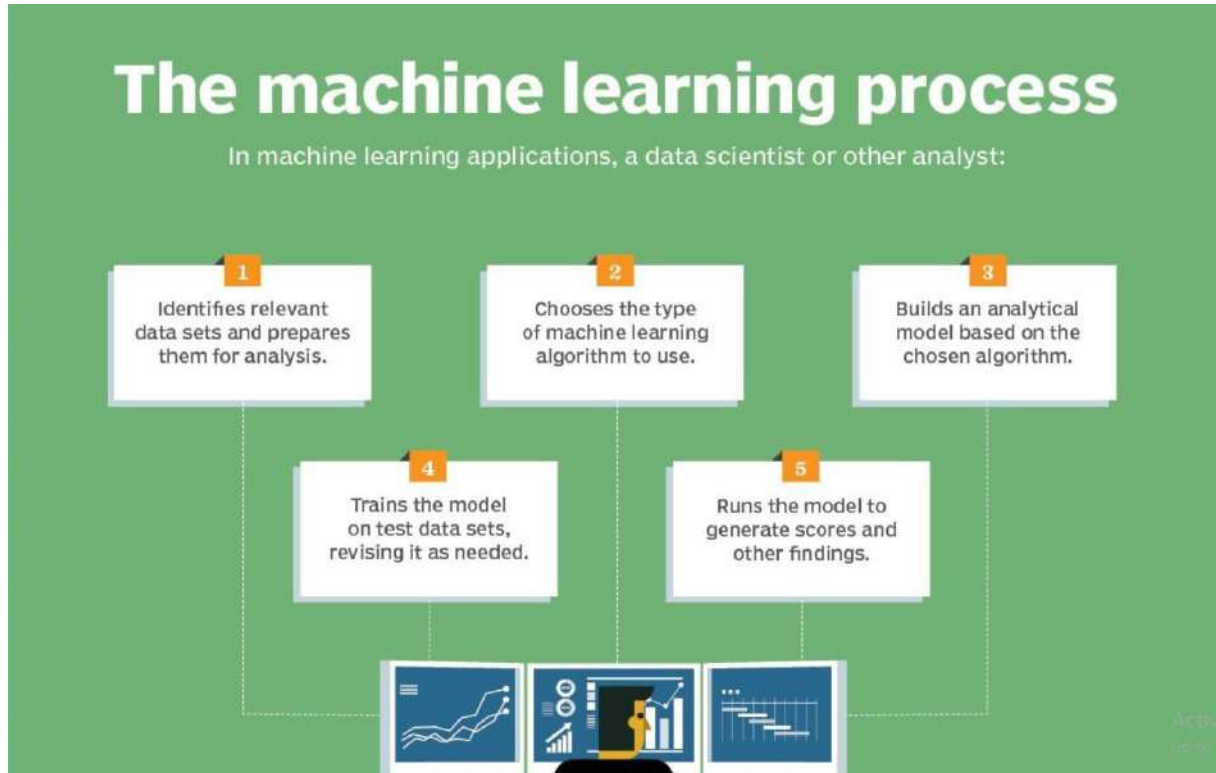 The machine learning process
In machine learning applications, a data scientist or other analyst:
1
Identifies relevant
data sets and prepares
them for analysis.
2
Chooses the type
of machine learning
algorithm to use.
3
Builds an analytical
model based on the
chosen algorithm.
4
Trains the model
on test data sets,
revising it as needed.
5
Runs the model to
generate scores and
other findings.